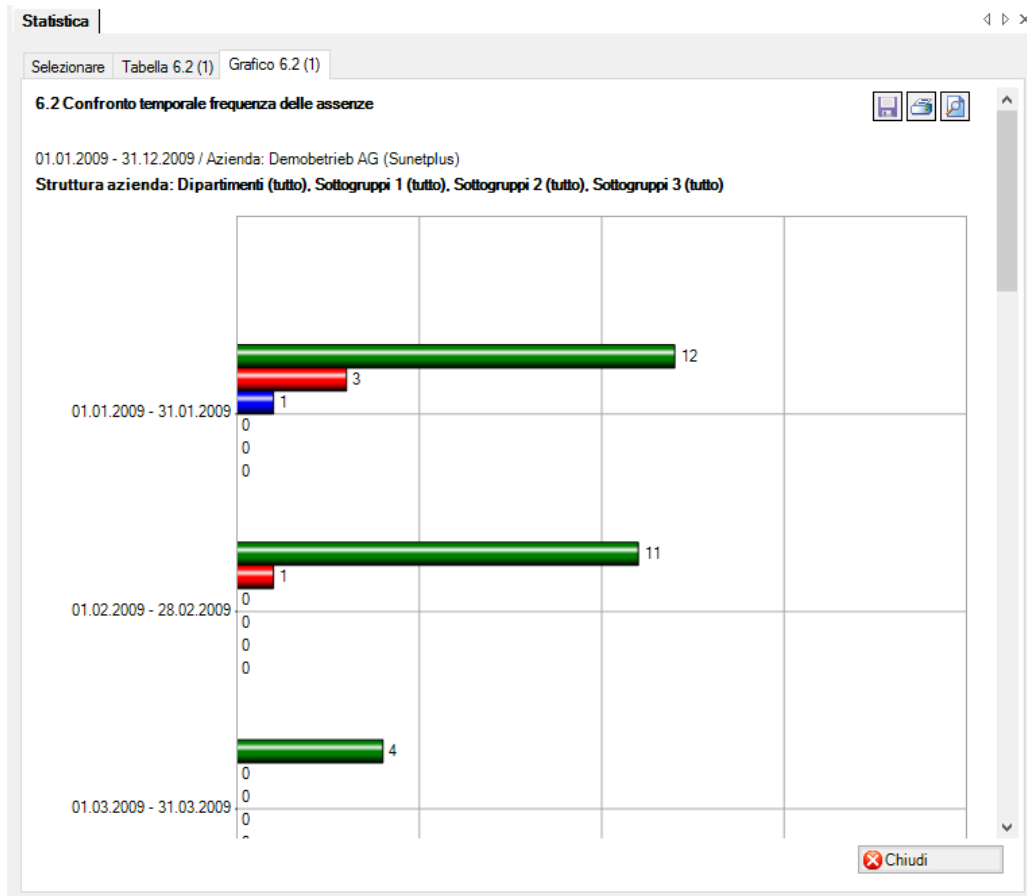 Statistica
Selezionare Tabella 6.2 (1) Grafico 6.2 (1)
6.2 Confronto temporale frequenza delle assenze
01.01.2009 - 31.12.2009 / Azienda: Demobetrieb AG (Sunetplus)
Struttura azienda: Dipartimenti (tutto), Sottogruppi 1 (tutto), Sottogruppi 2 (tutto), Sottogruppi 3 (tutto)
12
3
1
01.01.2009 - 31.01.2009
0
0
0
11
1
0
01.02.2009 - 28.02.2009
0
0
0
4
0
0
01.03.2009 - 31.03.2009
0
Chiudi